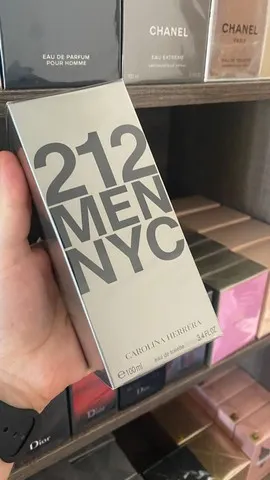 EAU DE PARFUM
POUR HOMME
CHANEL
EAU EXTREME
CHANEL
PARIS
212
MEN
NYC
CAROLINA HERRERA
eau de toilette
℮100ml
3.4 FL.OZ
Dior
Dior
Dior